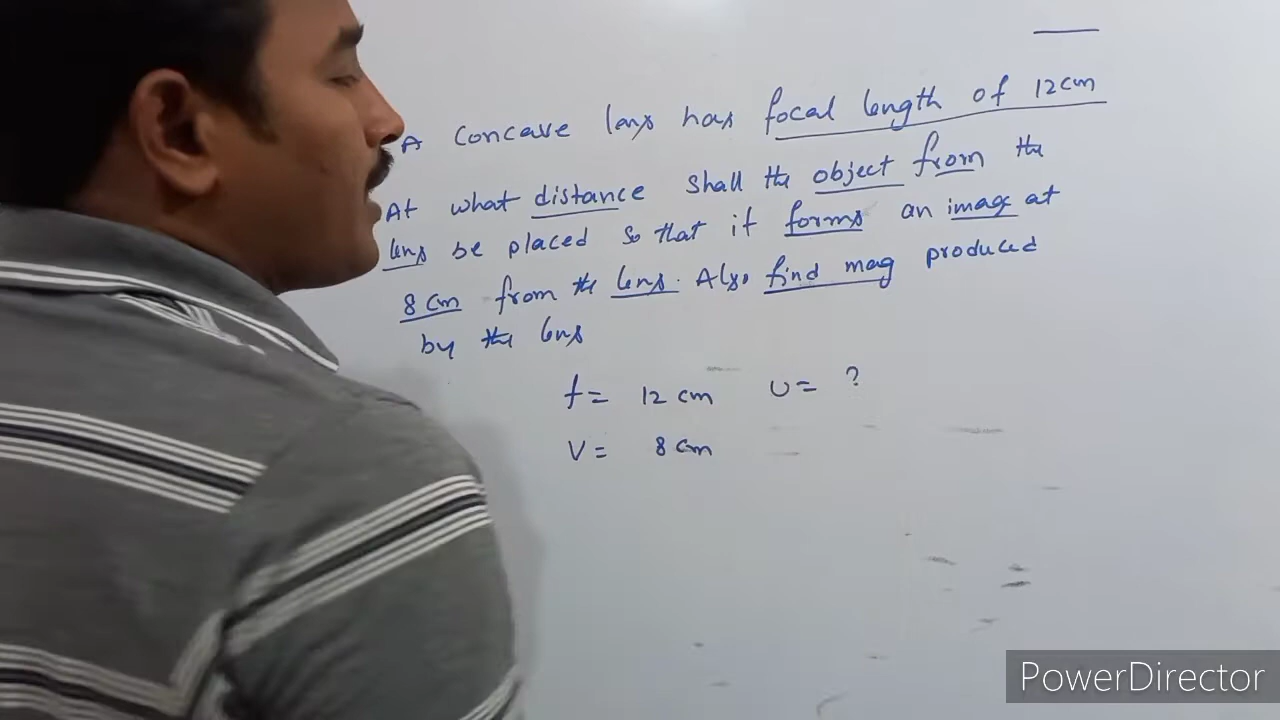 A Concave lens has focal length of 12cm
At what distance shall the object from the
lens be placed so that it forms an image at
8 cm from the lens. Also find mag produced
by the lens
f = 12 cm u = ?
V = 8 cm
PowerDirector